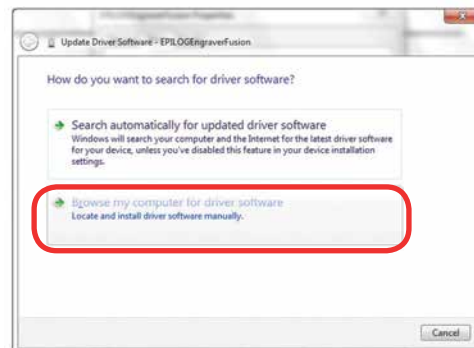 EPILOGEngraverFusion Properties
Update Driver Software - EPILOGEngraverFusion
How do you want to search for driver software?
Search automatically for updated driver software
Windows will search your computer and the Internet for the latest driver software
for your device, unless you've disabled this feature in your device installation
settings.
Browse my computer for driver software
Locate and install driver software manually.
Cancel